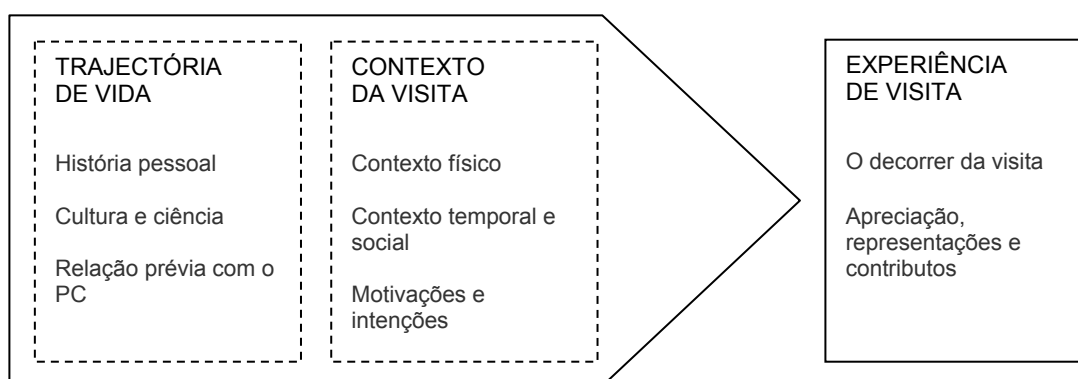 TRAJECTÓRIA
DE VIDA
História pessoal
Cultura e ciência
Relação prévia com o
PC
CONTEXTO
DA VISITA
Contexto físico
Contexto temporal e
social
Motivações e
intenções
EXPERIÊNCIA
DE VISITA
O decorrer da visita
Apreciação,
representações e
contributos